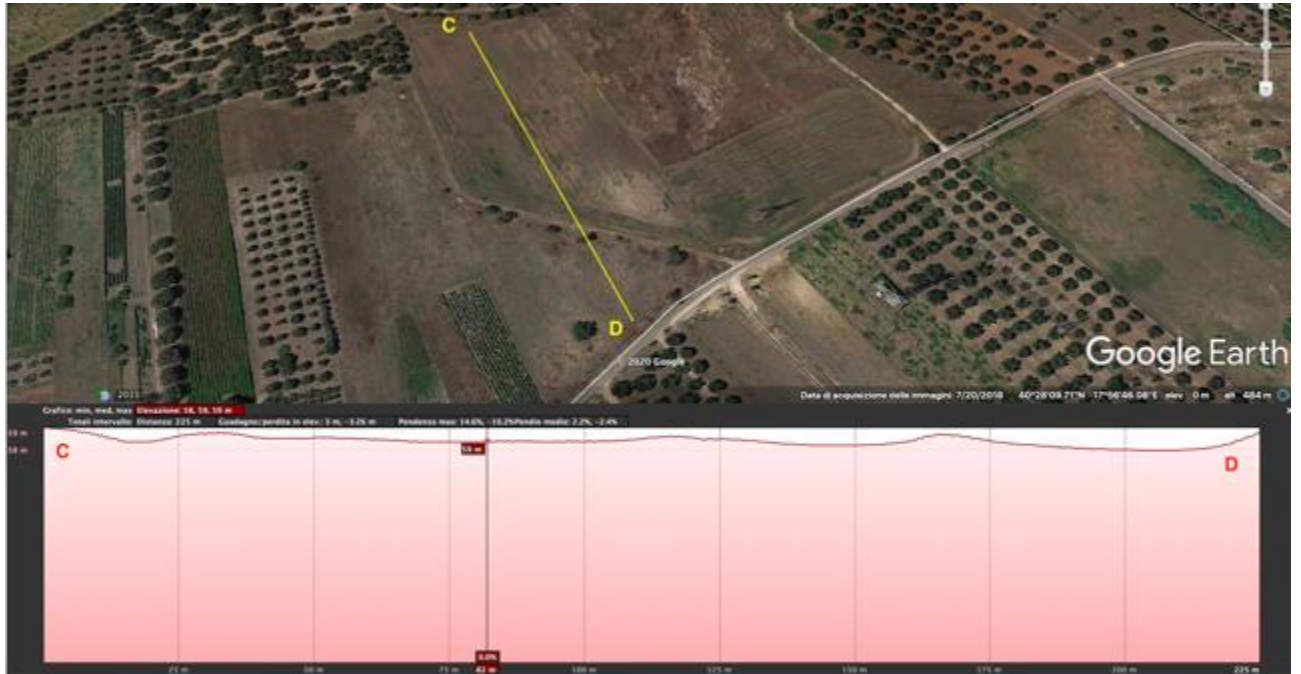 C
D
2020 Google
Google Earth
Data di acquisizione delle immagini: 7/20/2018 40°28'09.71"N 17°56'46.08"E elev 0 m alt 484 m
Grafico: min, med, max Elevazione: 58, 59, 59 m
Totali intervallo: Distanza: 225 m Guadagno/perdita in elev.: 3 m, -3.26 m Pendenza max: 14.6%, -10.2% Pendio medio: 2.2%, -2.4%
59 m
58 m
C
59 m
D
0.0%
25 m 50 m 75 m 82 m 100 m 125 m 150 m 175 m 200 m 225 m